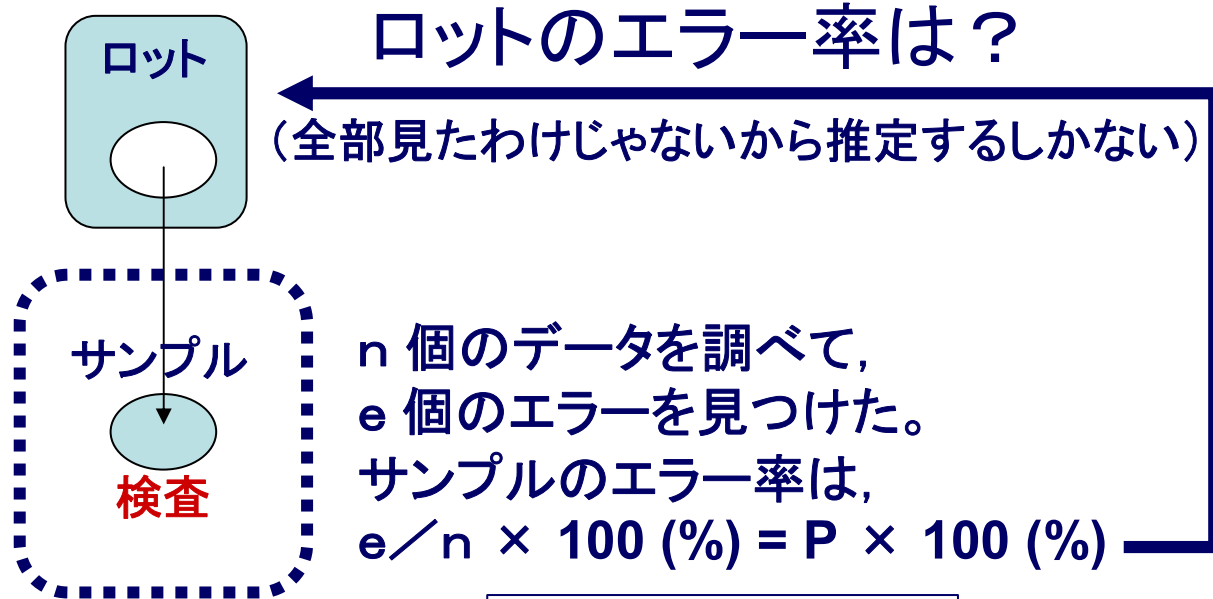 ロット
ロットのエラー率は？
（全部見たわけじゃないから推定するしかない）
サンプル
検査
ｎ 個のデータを調べて，
ｅ 個のエラーを見つけた。
サンプルのエラー率は，
ｅ／ｎ × 100 (%) = P × 100 (%)